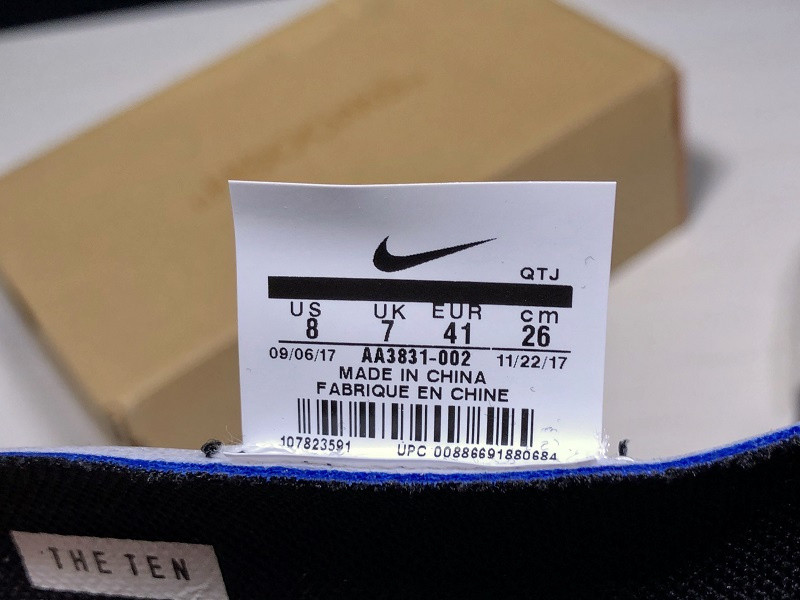 QTJ
US UK EUR cm
8 7 41 26
09/06/17 AA3831-002 11/22/17
MADE IN CHINA
FABRIQUE EN CHINE
107823591 UPC 00886691880684
THE TEN